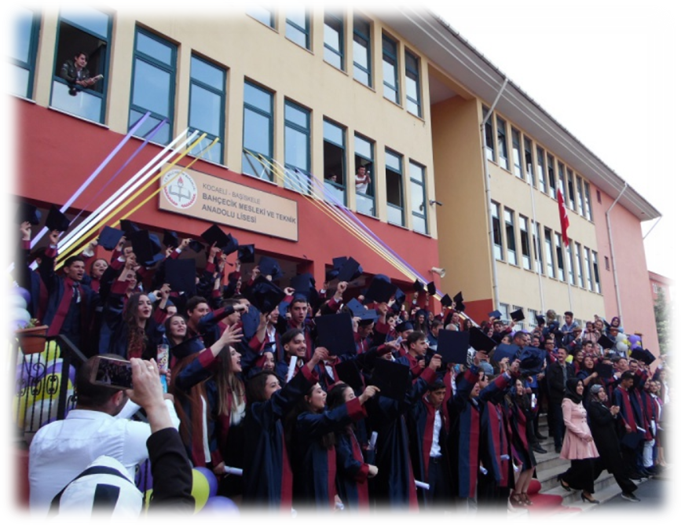 KOCAELİ - BAŞİSKELE
BAHÇECİK MESLEKİ VE TEKNİK
ANADOLU LİSESİ